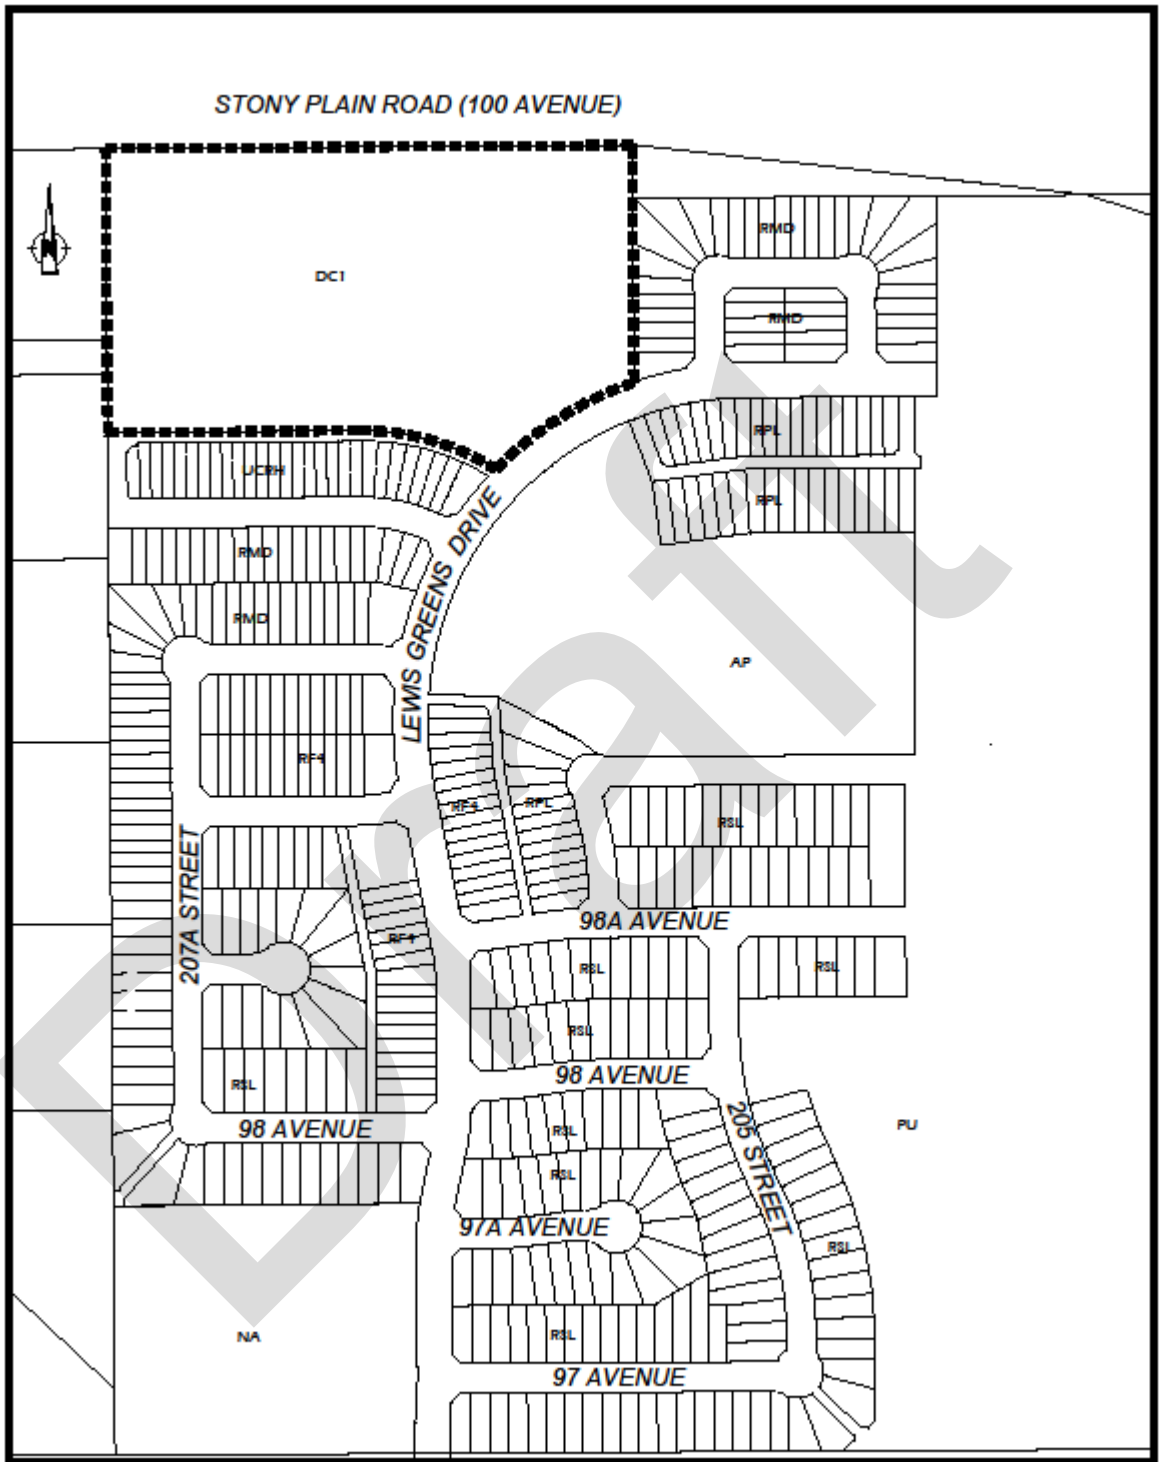 STONY PLAIN ROAD (100 AVENUE)
N
DC1
RMD
RMD
RPL
UCRH
RPL
LEWIS GREENS DRIVE
RMD
RMD
AP
RF4
RF4
RPL
RSL
207A STREET
98A AVENUE
RF4
RSL
RSL
RSL
98 AVENUE
RSL
98 AVENUE
205 STREET
RSL
PU
RSL
97A AVENUE
RSL
NA
RSL
97 AVENUE
Draft